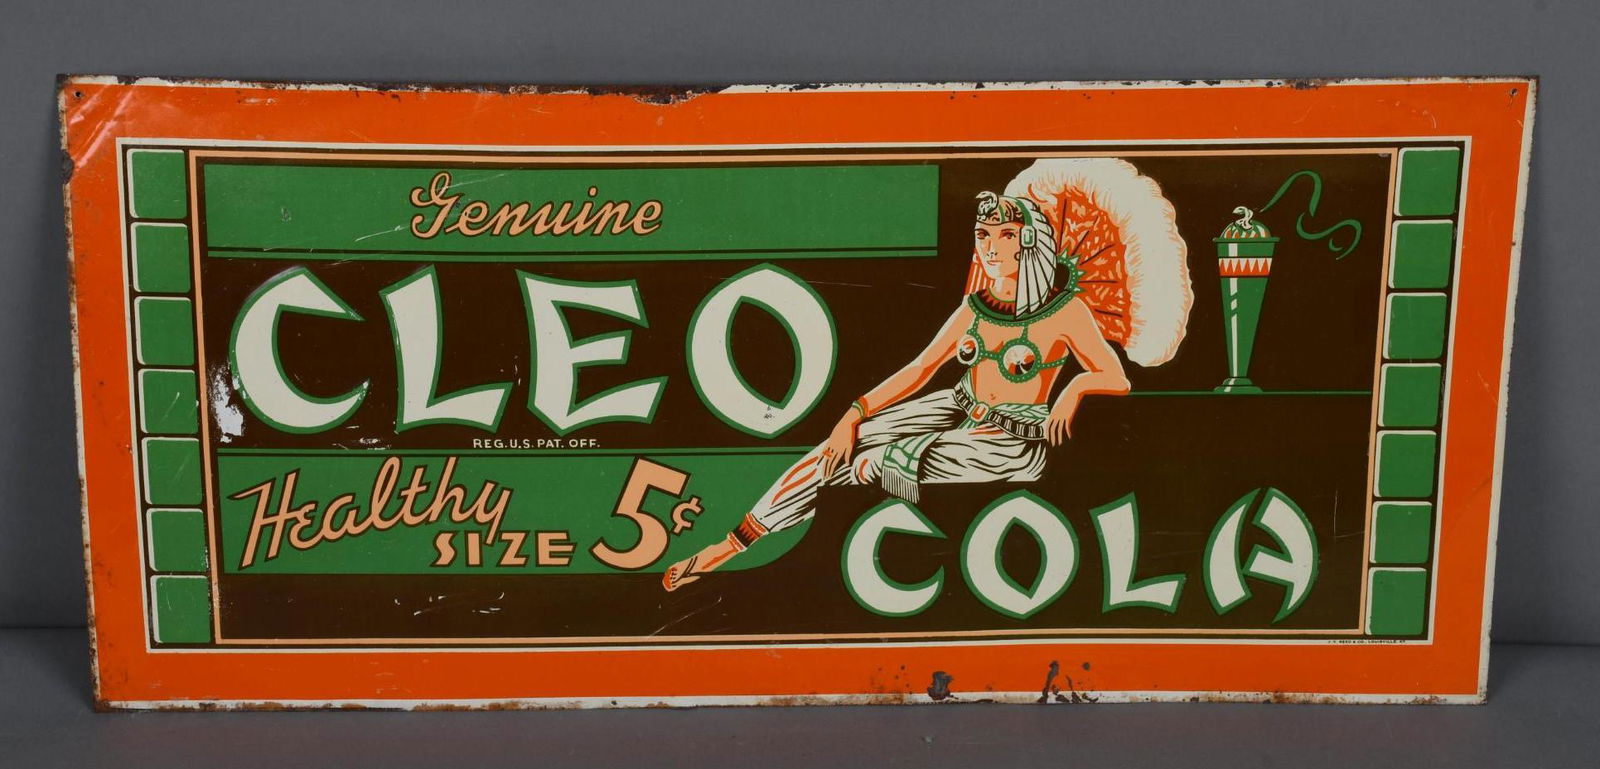 Genuine
CLEO
REG.U.S.PAT. OFF.
Healthy
SIZE 5¢
COLA